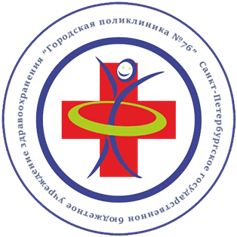 Санкт-Петербургское государственное бюджетное учреждение здравоохранения "Городская поликлиника №76"